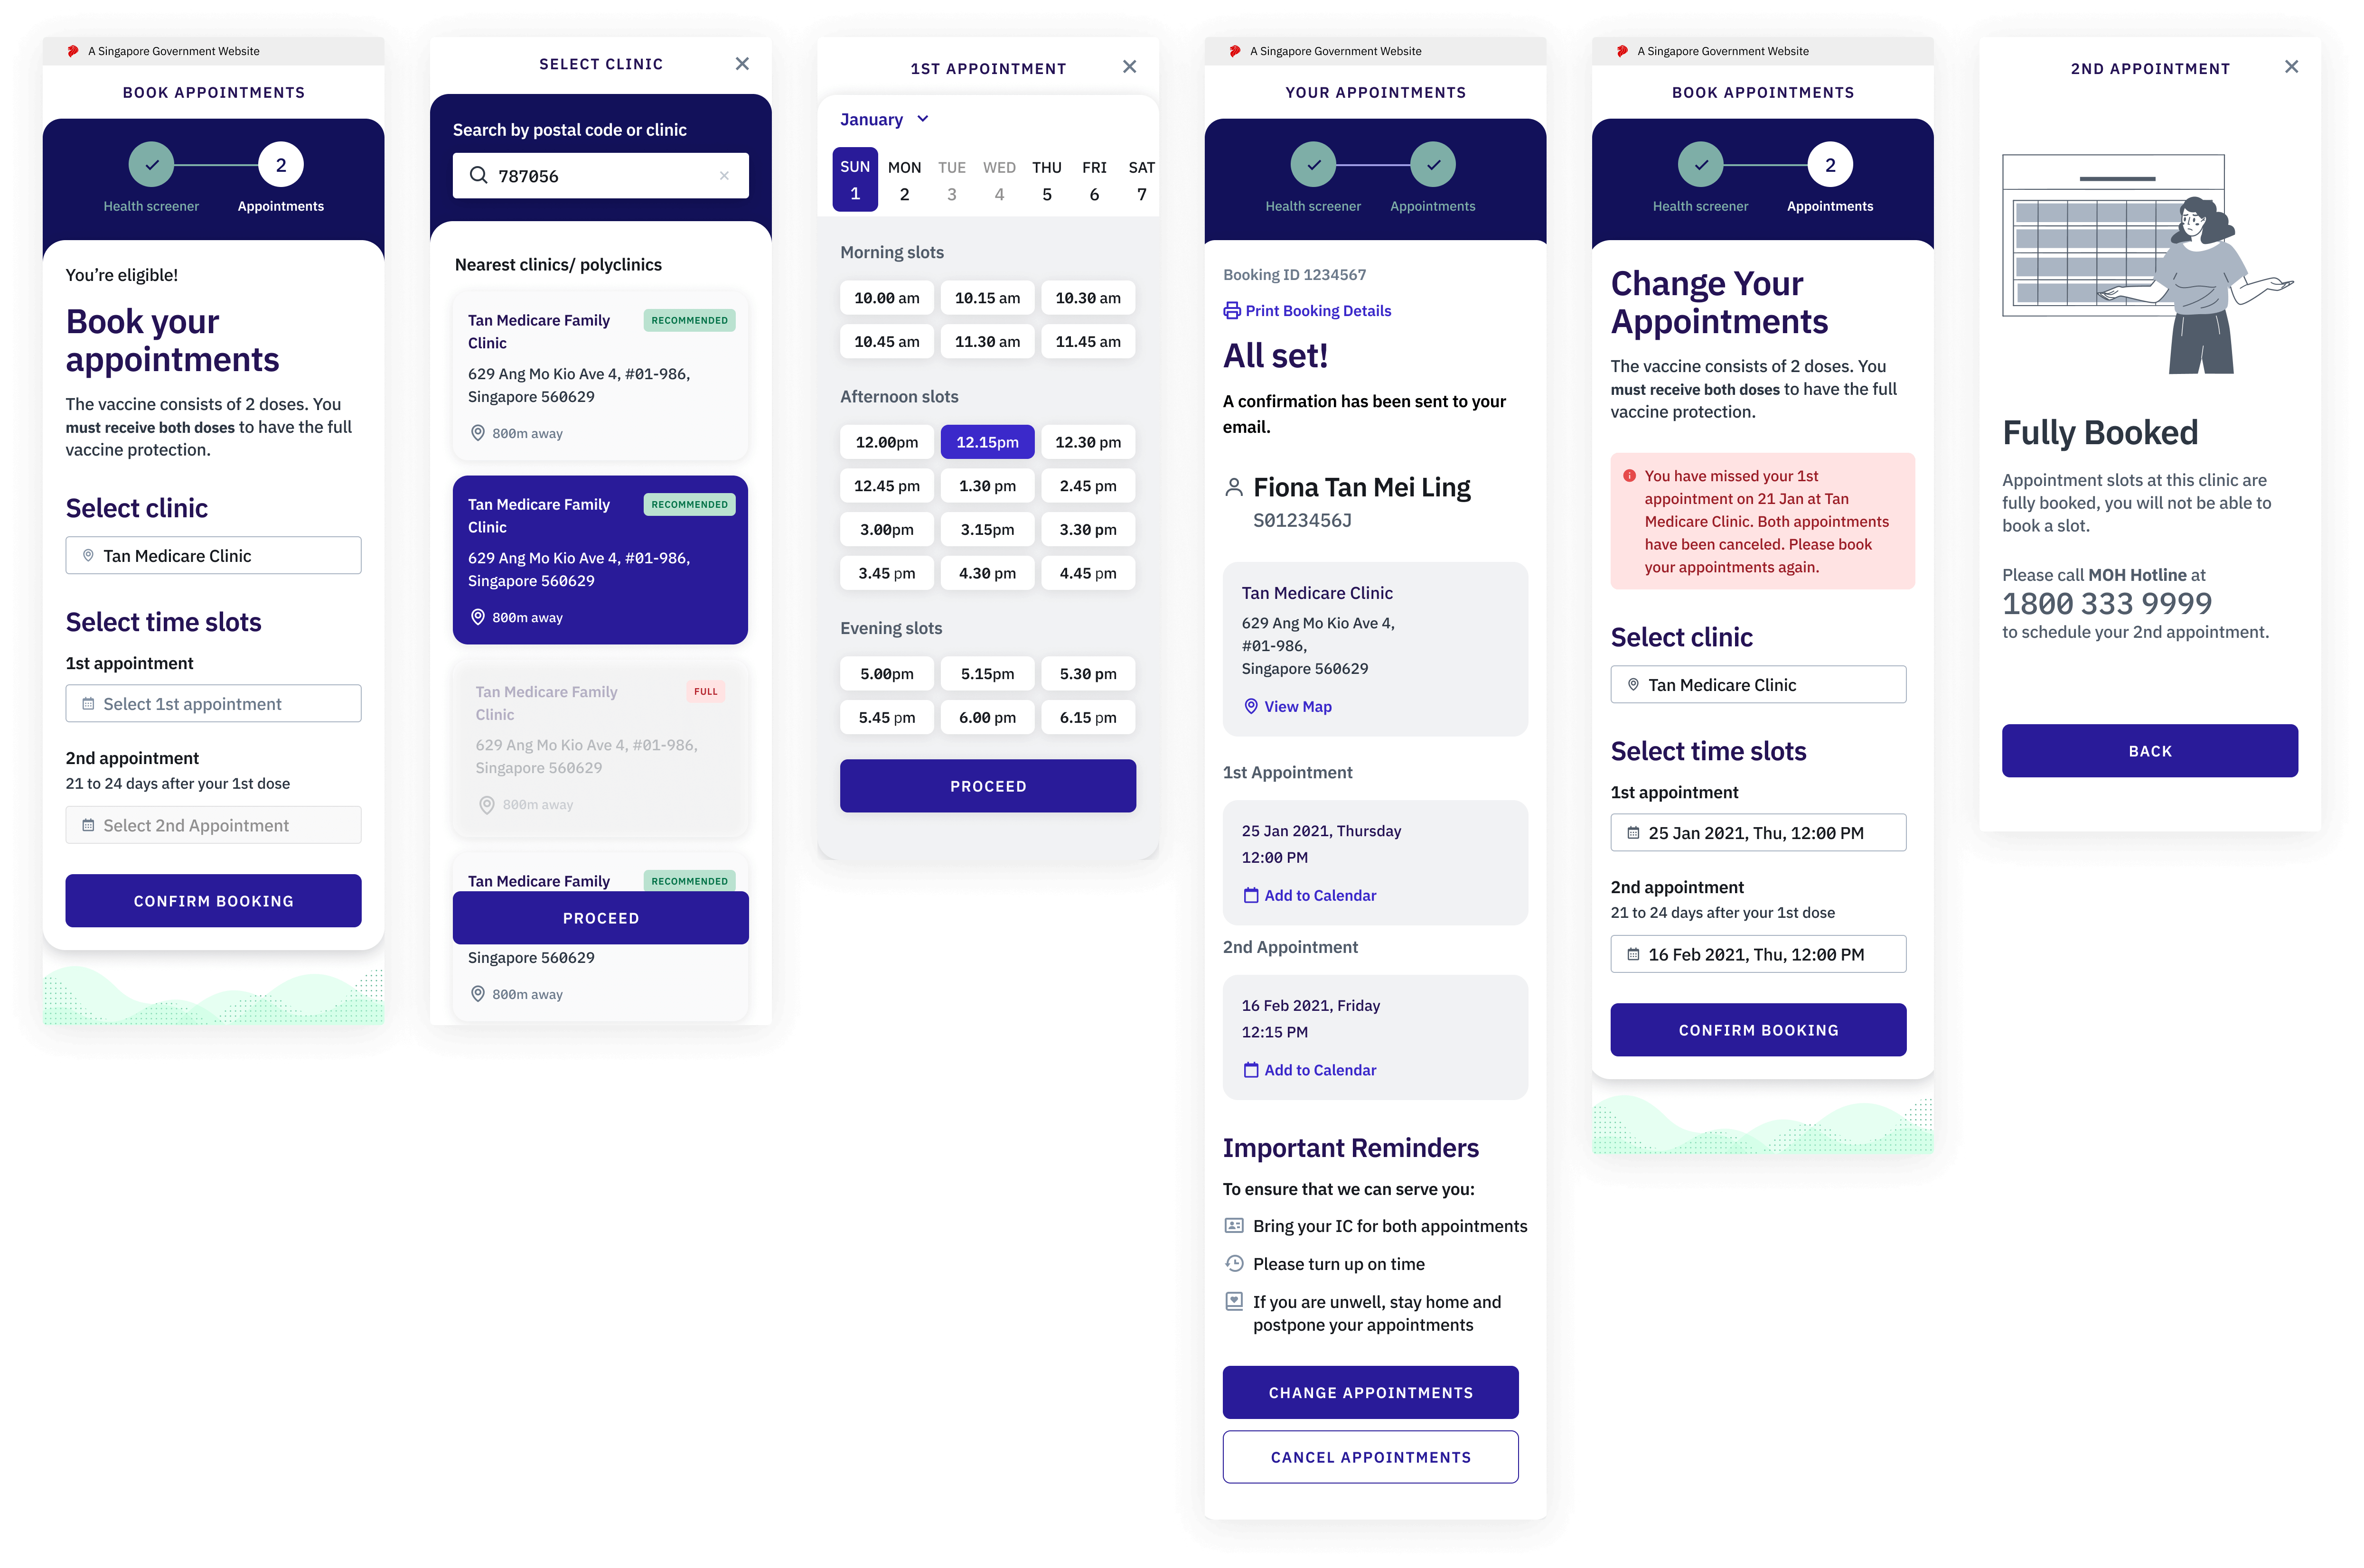 A Singapore Government Website
BOOK APPOINTMENTS
2
Health screener
Appointments
You're eligible!
Book your
appointments
The vaccine consists of 2 doses. You
must receive both doses to have the full
vaccine protection.
Select clinic
Tan Medicare Clinic
Select time slots
1st appointment
Select 1st appointment
2nd appointment
21 to 24 days after your 1st dose
Select 2nd Appointment
CONFIRM BOOKING
SELECT CLINIC
Search by postal code or clinic
787056
Nearest clinics/ polyclinics
Tan Medicare Family
Clinic
RECOMMENDED
629 Ang Mo Kio Ave 4, #01-986,
Singapore 560629
800m away
Tan Medicare Family
Clinic
RECOMMENDED
629 Ang Mo Kio Ave 4, #01-986,
Singapore 560629
800m away
Tan Medicare Family
Clinic
FULL
629 Ang Mo Kio Ave 4, #01-986,
Singapore 560629
800m away
Tan Medicare Family
RECOMMENDED
PROCEED
Singapore 560629
800m away
1ST APPOINTMENT
January
SUN MON TUE WED THU FRI SAT
1 2 3 4 5 6 7
Morning slots
10.00 am 10.15 am 10.30 am
10.45 am 11.30 am 11.45 am
Afternoon slots
12.00pm 12.15pm 12.30 pm
12.45 pm 1.30 pm 2.45 pm
3.00pm 3.15pm 3.30 pm
3.45 pm 4.30 pm 4.45 pm
Evening slots
5.00pm 5.15pm 5.30 pm
5.45 pm 6.00 pm 6.15 pm
PROCEED
A Singapore Government Website
YOUR APPOINTMENTS
Health screener
Appointments
Booking ID 1234567
Print Booking Details
All set!
A confirmation has been sent to your
email.
Fiona Tan Mei Ling
S0123456J
Tan Medicare Clinic
629 Ang Mo Kio Ave 4,
#01-986,
Singapore 560629
View Map
1st Appointment
25 Jan 2021, Thursday
12:00 PM
Add to Calendar
2nd Appointment
16 Feb 2021, Friday
12:15 PM
Add to Calendar
Important Reminders
To ensure that we can serve you:
Bring your IC for both appointments
Please turn up on time
If you are unwell, stay home and
postpone your appointments
CHANGE APPOINTMENTS
CANCEL APPOINTMENTS
A Singapore Government Website
BOOK APPOINTMENTS
2
Health screener
Appointments
Change Your
Appointments
The vaccine consists of 2 doses. You
must receive both doses to have the full
vaccine protection.
You have missed your 1st
appointment on 21 Jan at Tan
Medicare Clinic. Both appointments
have been canceled. Please book
your appointments again.
Select clinic
Tan Medicare Clinic
Select time slots
1st appointment
25 Jan 2021, Thu, 12:00 PM
2nd appointment
21 to 24 days after your 1st dose
16 Feb 2021, Thu, 12:00 PM
CONFIRM BOOKING
2ND APPOINTMENT
Fully Booked
Appointment slots at this clinic are
fully booked, you will not be able to
book a slot.
Please call MOH Hotline at
1800 333 9999
to schedule your 2nd appointment.
BACK